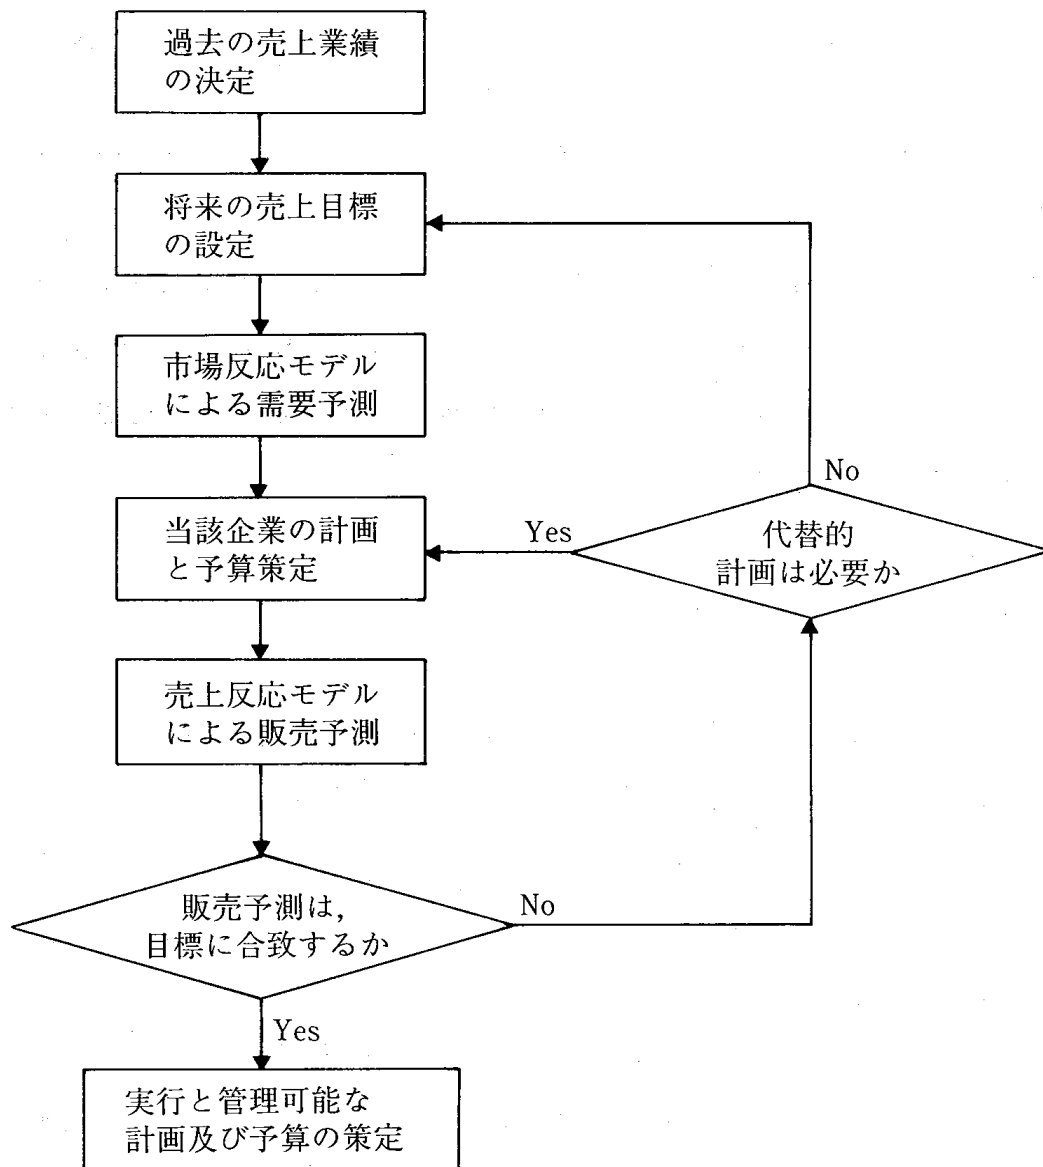 過去の売上業績
の決定
将来の売上目標
の設定
市場反応モデル
による需要予測
No
当該企業の計画
と予算策定
Yes
代替的
計画は必要か
売上反応モデル
による販売予測
販売予測は,
目標に合致するか
No
Yes
実行と管理可能な
計画及び予算の策定